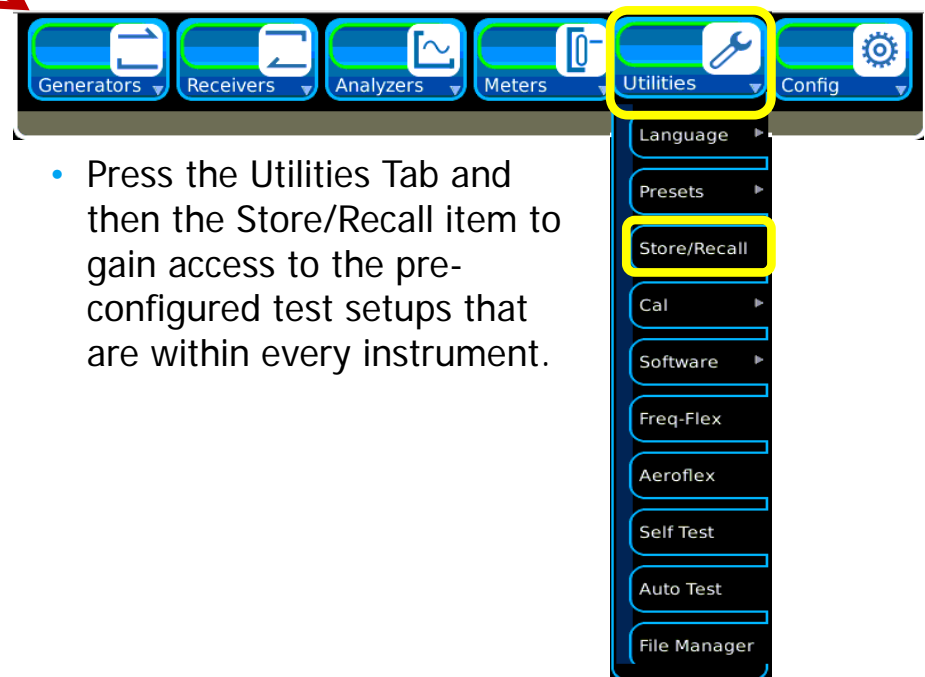 Generators
Receivers
Analyzers
Meters
Utilities
Config
• Press the Utilities Tab and
then the Store/Recall item to
gain access to the pre-
configured test setups that
are within every instrument.
Language
Presets
Store/Recall
Cal
Software
Freq-Flex
Aeroflex
Self Test
Auto Test
File Manager